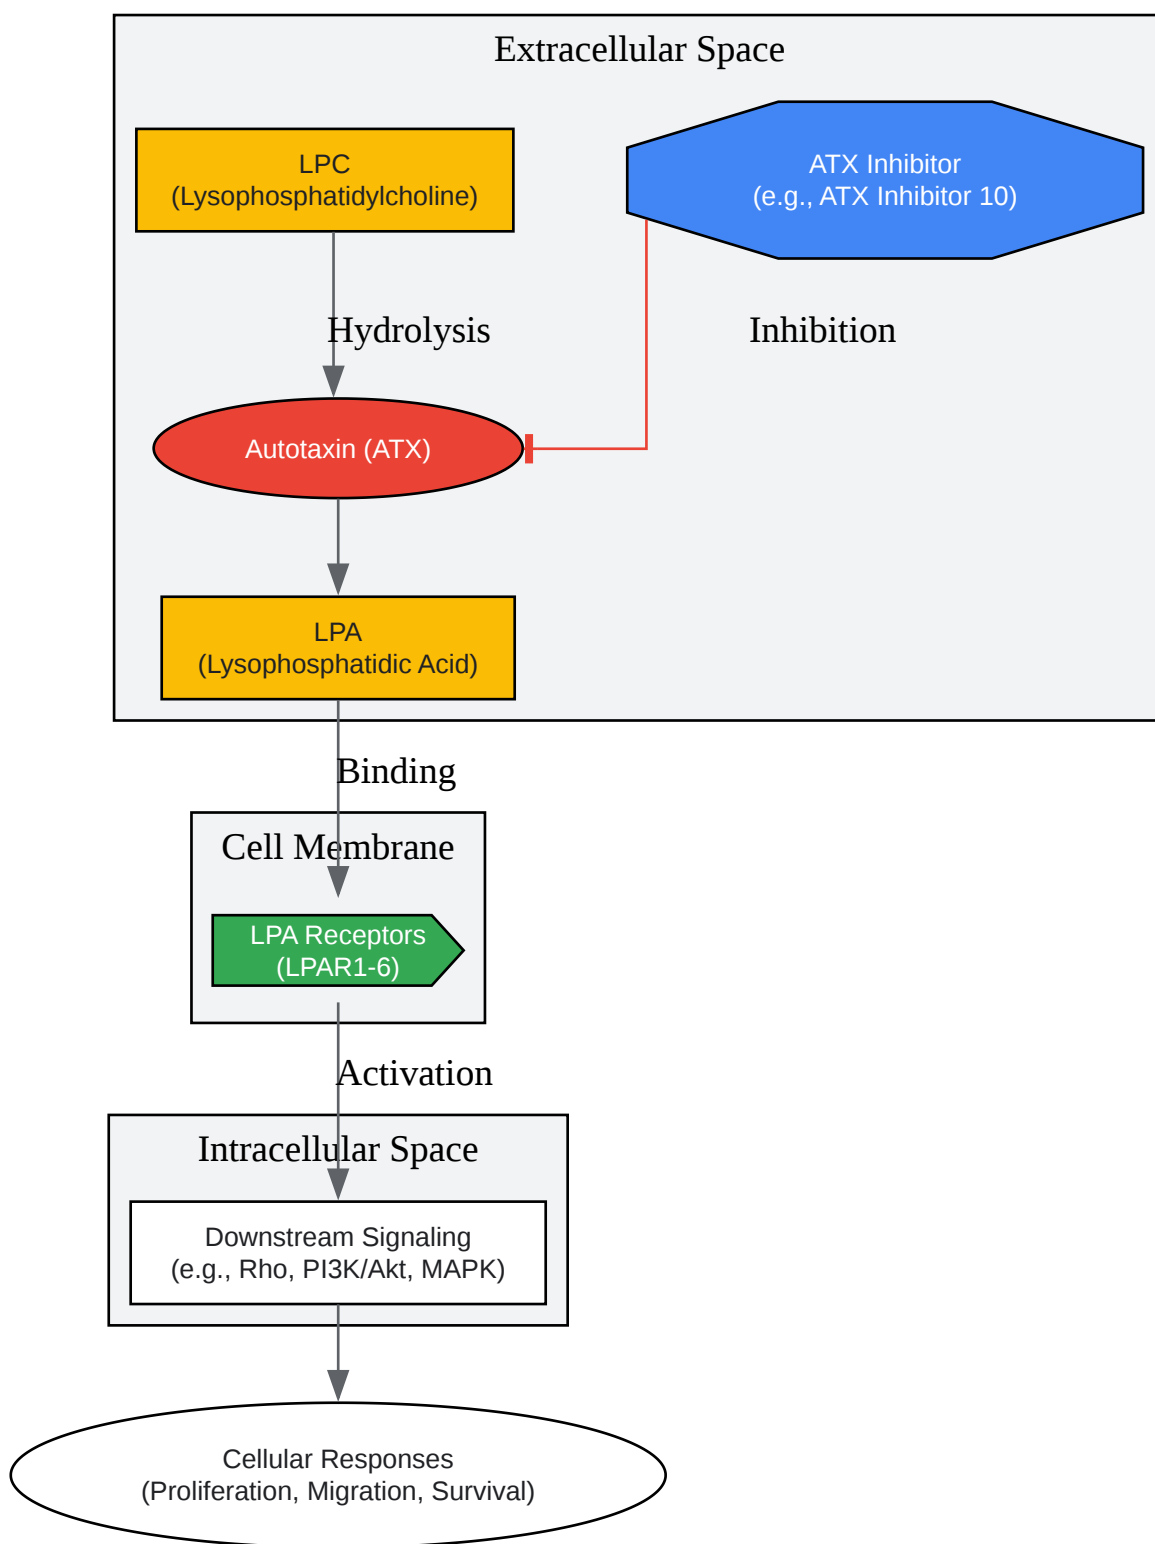 Extracellular Space
LPC
(Lysophosphatidylcholine)
ATX Inhibitor
(e.g., ATX Inhibitor 10)
Hydrolysis
Inhibition
Autotaxin (ATX)
LPA
(Lysophosphatidic Acid)
Binding
Cell Membrane
LPA Receptors
(LPAR1-6)
Activation
Intracellular Space
Downstream Signaling
(e.g., Rho, PI3K/Akt, MAPK)
Cellular Responses
(Proliferation, Migration, Survival)